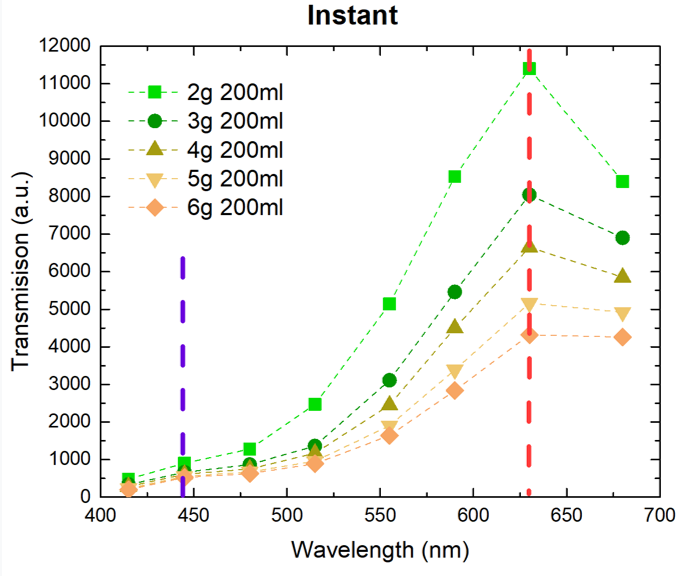 Instant
12000
11000
10000
9000
8000
7000
6000
5000
4000
3000
2000
1000
0
Transmisison (a.u.)
2g 200ml
3g 200ml
4g 200ml
5g 200ml
6g 200ml
400 450 500 550 600 650 700
Wavelength (nm)